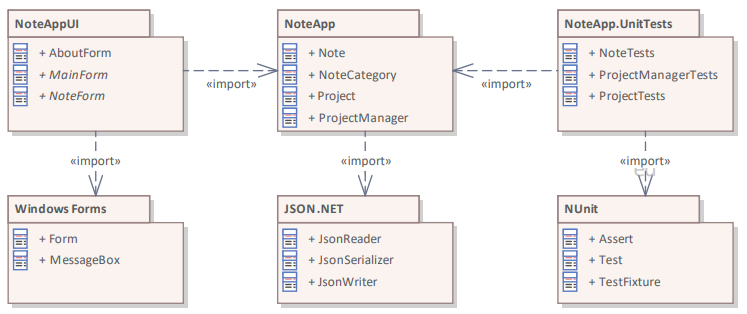 NoteAppUI
+ AboutForm
+ MainForm
+ NoteForm
«import»
NoteApp
+ Note
+ NoteCategory
+ Project
+ ProjectManager
«import»
NoteApp.UnitTests
+ NoteTests
+ ProjectManagerTests
+ ProjectTests
«import»
«import»
«import»
Windows Forms
+ Form
+ MessageBox
JSON.NET
+ JsonReader
+ JsonSerializer
+ JsonWriter
NUnit
+ Assert
+ Test
+ TestFixture